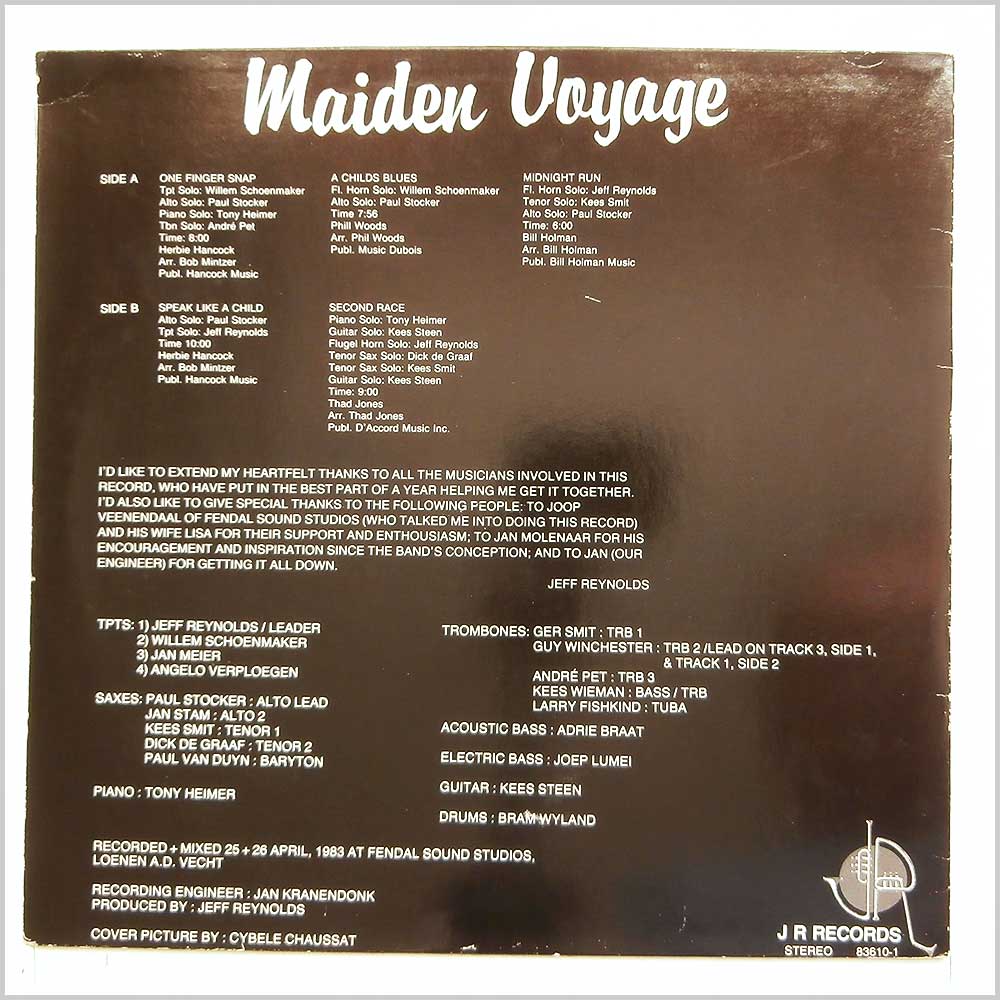 Maiden Voyage
SIDE A
ONE FINGER SNAP
Tpt Solo: Willem Schoenmaker
Alto Solo: Paul Stocker
Piano Solo: Tony Heimer
Tbn Solo: André Pet
Time: 8:00
Herbie Hancock
Arr. Bob Mintzer
Publ. Hancock Music
A CHILDS BLUES
Fl. Horn Solo: Willem Schoenmaker
Alto Solo: Paul Stocker
Time 7:56
Phill Woods
Arr. Phil Woods
Publ. Music Dubois
MIDNIGHT RUN
Fl. Horn Solo: Jeff Reynolds
Tenor Solo: Kees Smit
Alto Solo: Paul Stocker
Time: 6:00
Bill Holman
Arr. Bill Holman
Publ. Bill Holman Music
SIDE B
SPEAK LIKE A CHILD
Alto Solo: Paul Stocker
Tpt Solo: Jeff Reynolds
Time 10:00
Herbie Hancock
Arr. Bob Mintzer
Publ. Hancock Music
SECOND RACE
Piano Solo: Tony Heimer
Guitar Solo: Kees Steen
Flugel Horn Solo: Jeff Reynolds
Tenor Sax Solo: Dick de Graaf
Tenor Sax Solo: Kees Smit
Guitar Solo: Kees Steen
Time: 9:00
Thad Jones
Arr. Thad Jones
Publ. D'Accord Music Inc.
I'D LIKE TO EXTEND MY HEARTFELT THANKS TO ALL THE MUSICIANS INVOLVED IN THIS
RECORD, WHO HAVE PUT IN THE BEST PART OF A YEAR HELPING ME GET IT TOGETHER.
I'D ALSO LIKE TO GIVE SPECIAL THANKS TO THE FOLLOWING PEOPLE: TO JOOP
VEENENDAAL OF FENDAL SOUND STUDIOS (WHO TALKED ME INTO DOING THIS RECORD)
AND HIS WIFE LISA FOR THEIR SUPPORT AND ENTHOUSIASM; TO JAN MOLENAAR FOR HIS
ENCOURAGEMENT AND INSPIRATION SINCE THE BAND'S CONCEPTION; AND TO JAN (OUR
ENGINEER) FOR GETTING IT ALL DOWN.
JEFF REYNOLDS
TPTS: 1) JEFF REYNOLDS / LEADER
2) WILLEM SCHOENMAKER
3) JAN MEIER
4) ANGELO VERPLOEGEN
SAXES: PAUL STOCKER : ALTO LEAD
JAN STAM : ALTO 2
KEES SMIT : TENOR 1
DICK DE GRAAF : TENOR 2
PAUL VAN DUYN : BARYTON
PIANO : TONY HEIMER
TROMBONES: GER SMIT : TRB 1
GUY WINCHESTER : TRB 2 /LEAD ON TRACK 3, SIDE 1,
& TRACK 1, SIDE 2
ANDRÉ PET : TRB 3
KEES WIEMAN : BASS / TRB
LARRY FISHKIND : TUBA
ACOUSTIC BASS : ADRIE BRAAT
ELECTRIC BASS : JOEP LUMEI
GUITAR : KEES STEEN
DRUMS : BRAM WYLAND
RECORDED + MIXED 25 + 26 APRIL, 1983 AT FENDAL SOUND STUDIOS,
LOENEN A.D. VECHT
RECORDING ENGINEER : JAN KRANENDONK
PRODUCED BY : JEFF REYNOLDS
COVER PICTURE BY : CYBELE CHAUSSAT
JR
J R RECORDS
STEREO 83610-1